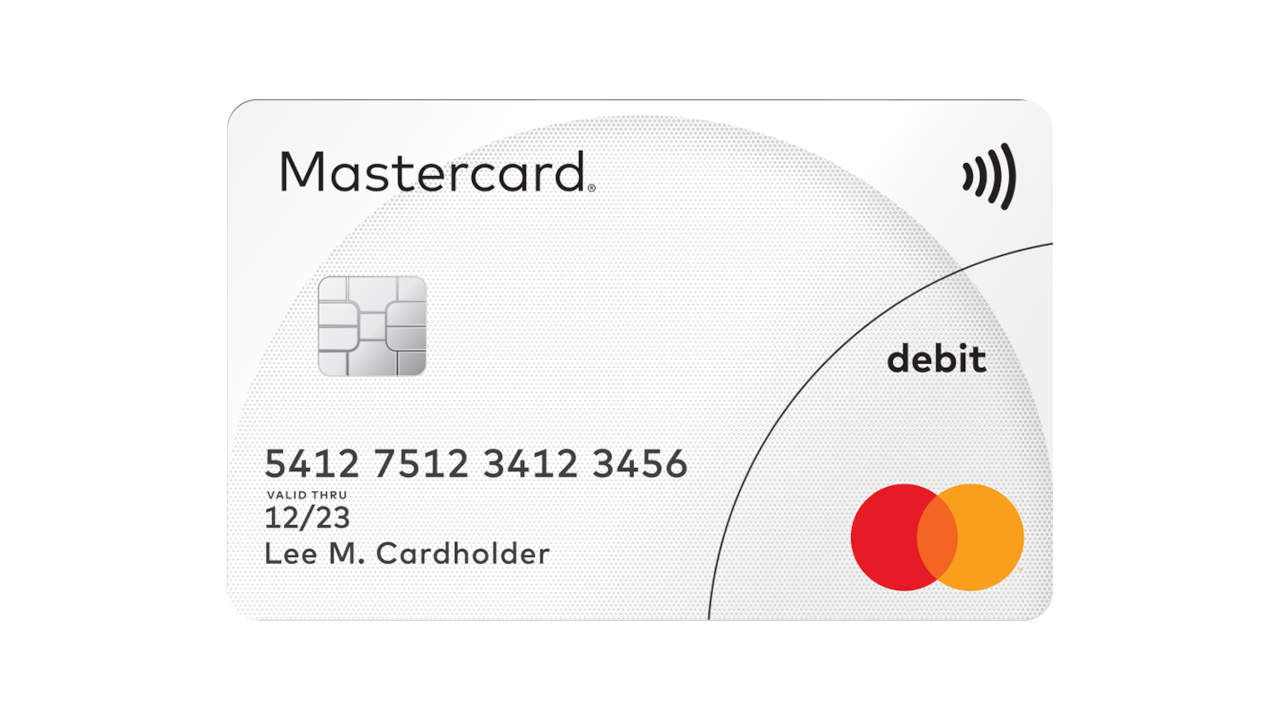 Mastercard®
debit
5412 7512 3412 3456
VALID THRU
12/23
Lee M. Cardholder